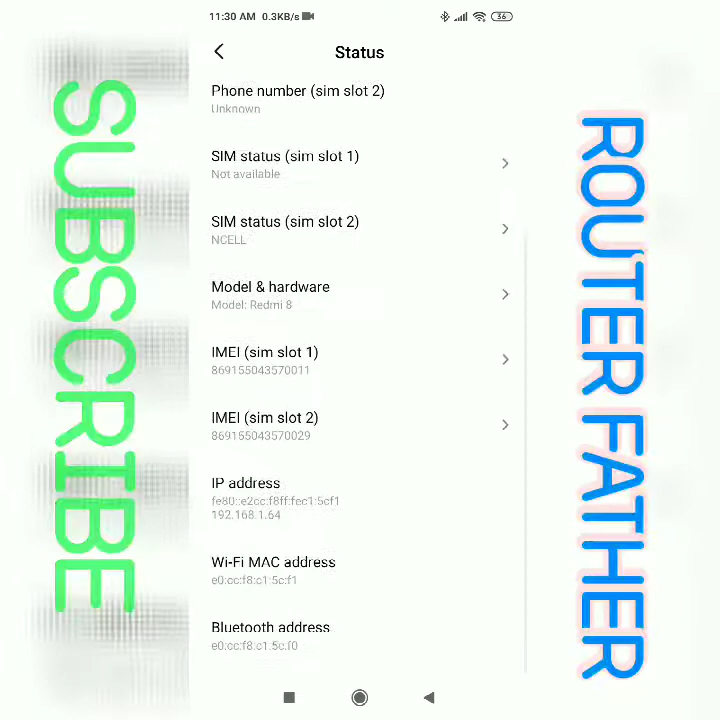 11:30 AM 0.3KB/s
36
Status
Phone number (sim slot 2)
Unknown
SIM status (sim slot 1)
Not available
SIM status (sim slot 2)
NCELL
Model & hardware
Model: Redmi 8
IMEI (sim slot 1)
869155043570011
IMEI (sim slot 2)
869155043570029
IP address
fe80::e2cc:f8ff:fec1:5cf1
192.168.1.64
Wi-Fi MAC address
e0:cc:f8:c1:5c:f1
Bluetooth address
e0:cc:f8:c1:5c:f0
SUBSCRIBE
ROUTER FATHER